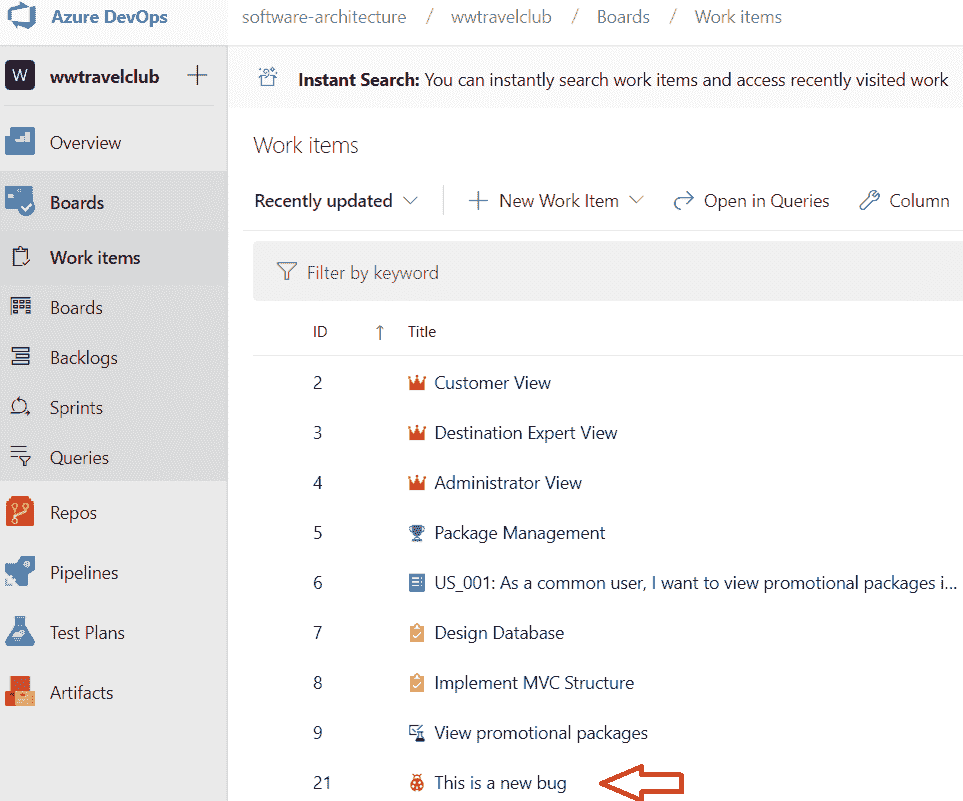 Azure DevOps
software-architecture / wwtravelclub / Boards / Work items
W wwtravelclub
Instant Search: You can instantly search work items and access recently visited work
Overview
Boards
Work items
Boards
Backlogs
Sprints
Queries
Repos
Pipelines
Test Plans
Artifacts
Work items
Recently updated New Work Item Open in Queries Column
Filter by keyword
ID ↑ Title
2 Customer View
3 Destination Expert View
4 Administrator View
5 Package Management
6 US_001: As a common user, I want to view promotional packages i...
7 Design Database
8 Implement MVC Structure
9 View promotional packages
21 This is a new bug